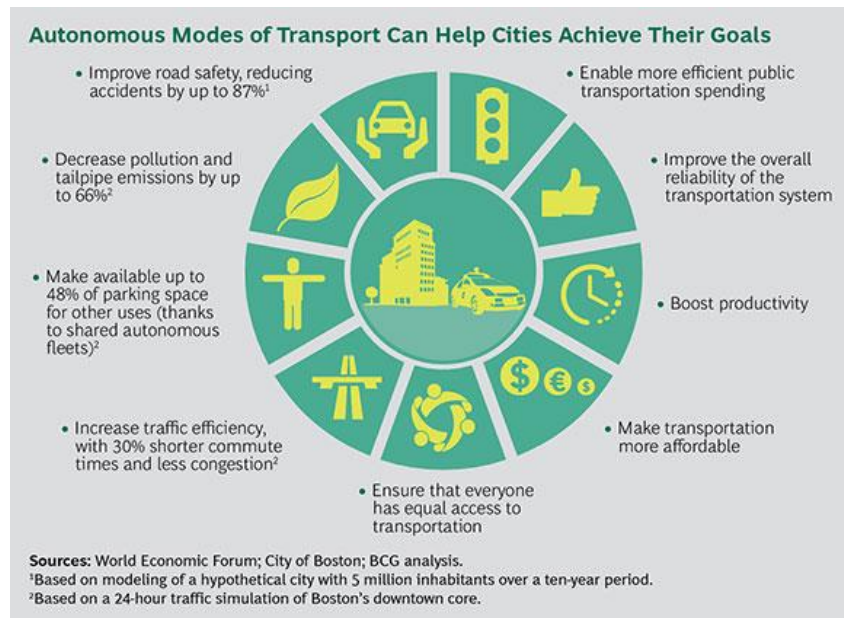 Autonomous Modes of Transport Can Help Cities Achieve Their Goals
• Improve road safety, reducing
accidents by up to 87%¹
• Enable more efficient public
transportation spending
• Decrease pollution and
tailpipe emissions by up
to 66%²
• Improve the overall
reliability of the
transportation system
• Make available up to
48% of parking space
for other uses (thanks
to shared autonomous
fleets)²
• Boost productivity
$ € $
• Increase traffic efficiency,
with 30% shorter commute
times and less congestion²
• Make transportation
more affordable
• Ensure that everyone
has equal access to
transportation
Sources: World Economic Forum; City of Boston; BCG analysis.
¹Based on modeling of a hypothetical city with 5 million inhabitants over a ten-year period.
²Based on a 24-hour traffic simulation of Boston's downtown core.